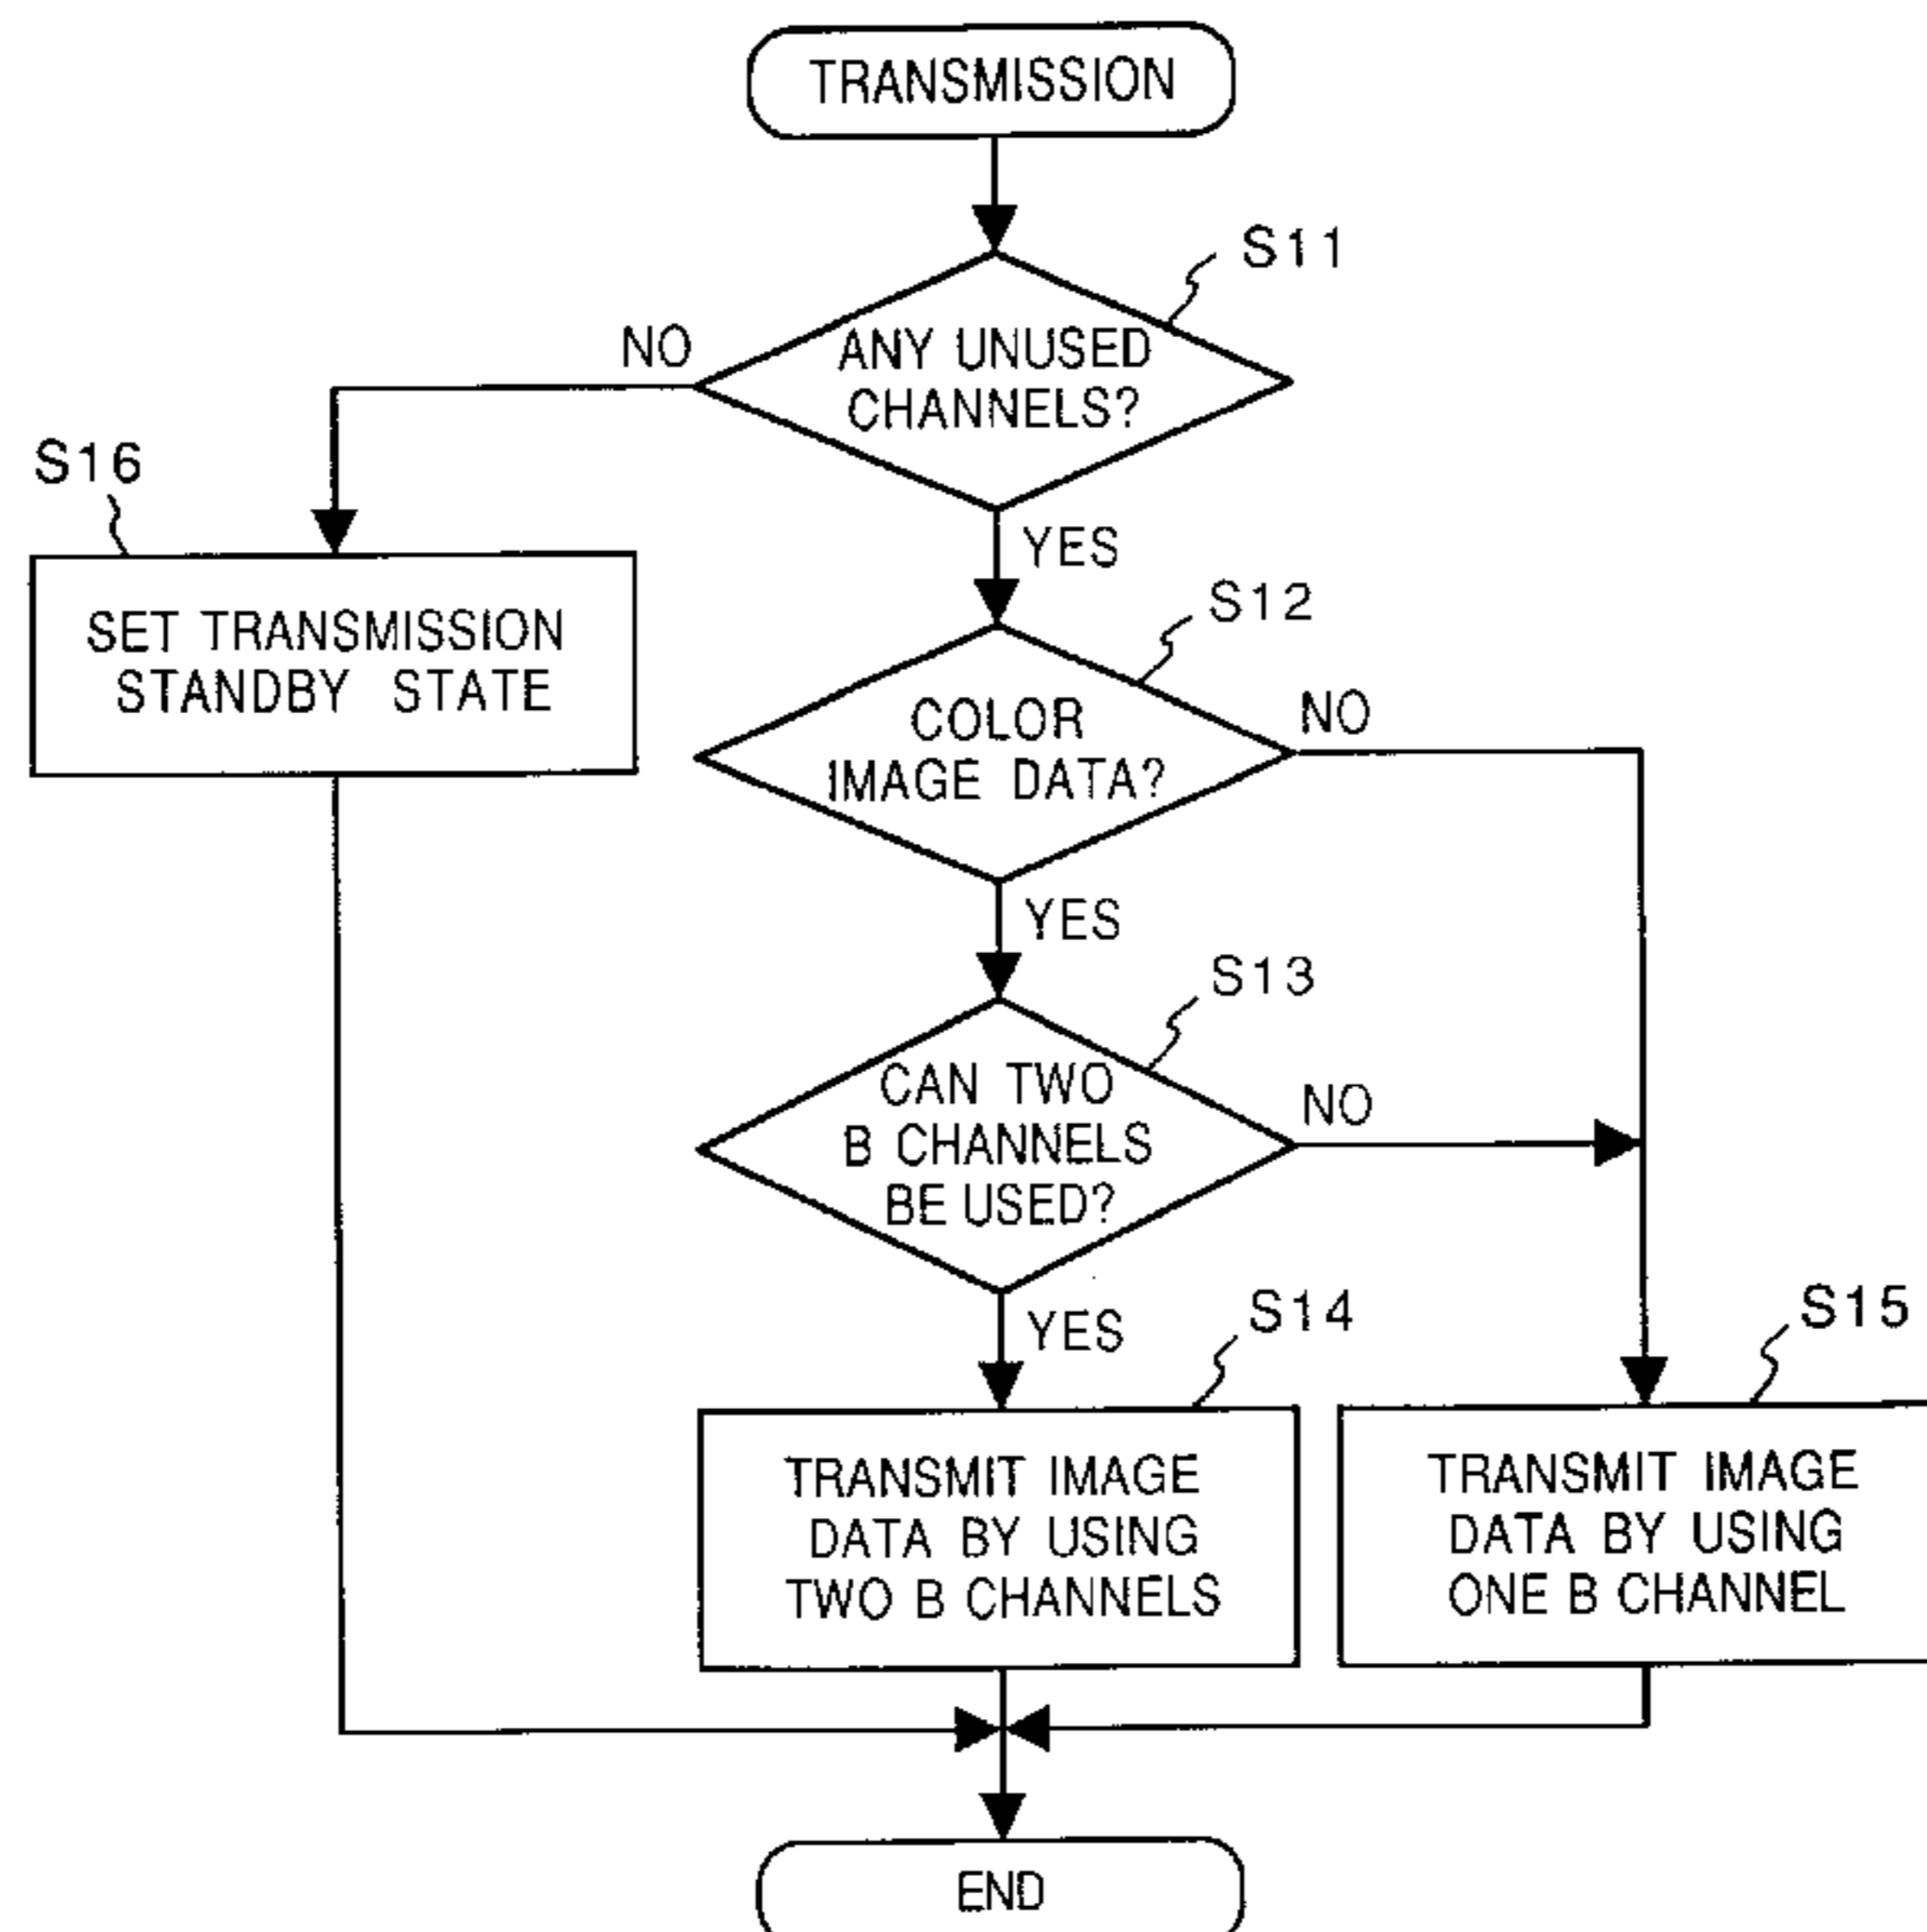 TRANSMISSION
S11
ANY UNUSED
CHANNELS?
NO
YES
S16
SET TRANSMISSION
STANDBY STATE
S12
COLOR
IMAGE DATA?
NO
YES
S13
CAN TWO
B CHANNELS
BE USED?
NO
YES
S14
TRANSMIT IMAGE
DATA BY USING
TWO B CHANNELS
S15
TRANSMIT IMAGE
DATA BY USING
ONE B CHANNEL
END